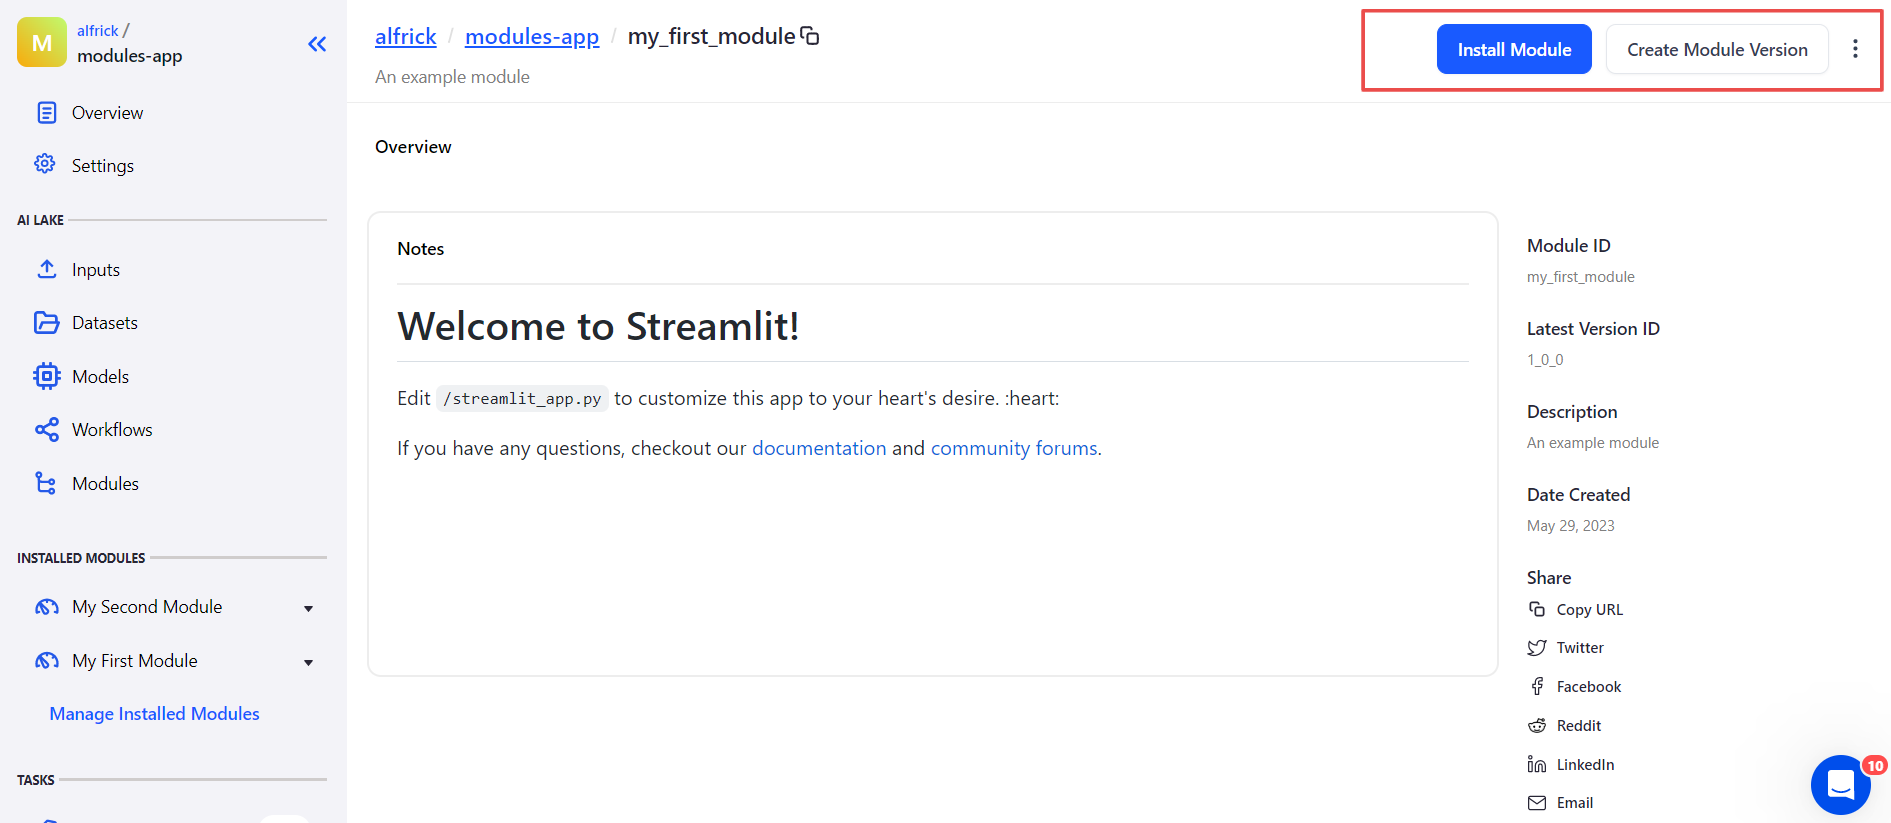 M
alfrick /
modules-app
Overview
Settings
AI LAKE
Inputs
Datasets
Models
Workflows
Modules
INSTALLED MODULES
My Second Module
My First Module
Manage Installed Modules
TASKS
alfrick / modules-app / my_first_module
An example module
Install Module
Create Module Version
Overview
Notes
Welcome to Streamlit!
Edit /streamlit_app.py to customize this app to your heart's desire. :heart:
If you have any questions, checkout our documentation and community forums.
Module ID
my_first_module
Latest Version ID
1_0_0
Description
An example module
Date Created
May 29, 2023
Share
Copy URL
Twitter
Facebook
Reddit
LinkedIn
Email
10